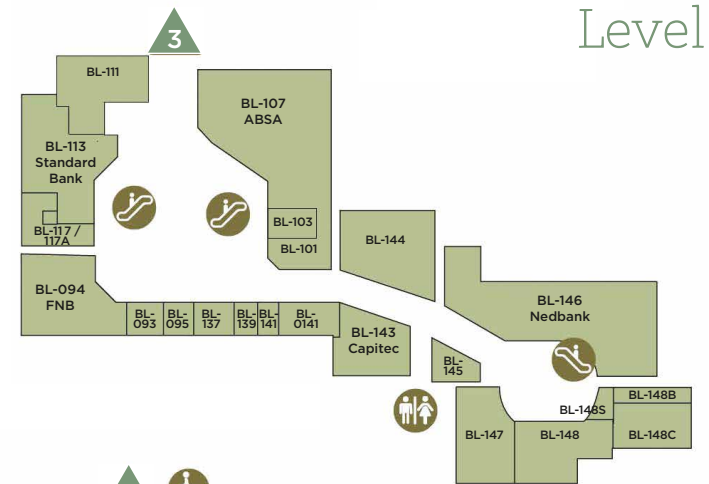 Level
3
BL-111
BL-107
ABSA
BL-113
Standard
Bank
BL-103
BL-117 /
117A
BL-101
BL-144
BL-094
FNB
BL-146
Nedbank
BL-
093
BL-
095
BL-
137
BL-
139
BL-
141
BL-
0141
BL-143
Capitec
BL-
145
BL-148B
BL-148S
BL-147
BL-148
BL-148C